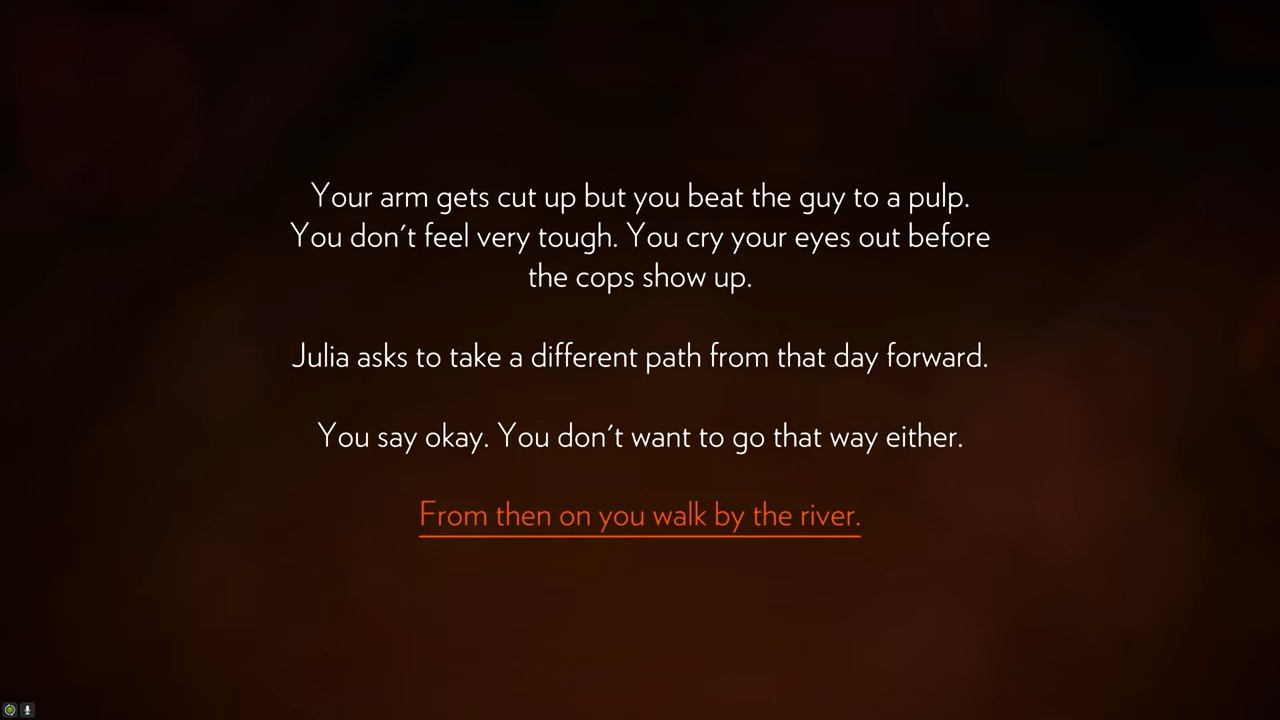 Your arm gets cut up but you beat the guy to a pulp.
You don't feel very tough. You cry your eyes out before
the cops show up.
Julia asks to take a different path from that day forward.
You say okay. You don't want to go that way either.
From then on you walk by the river.